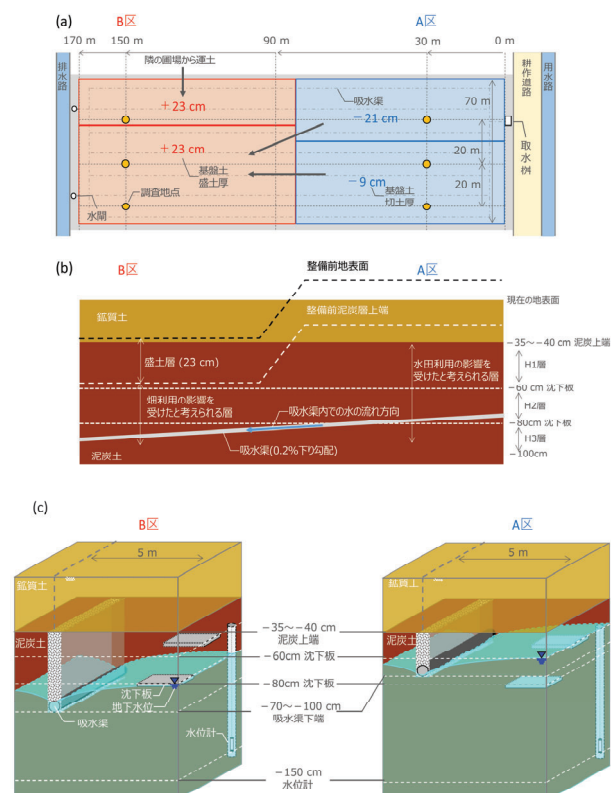 (a)
B区
A区
170 m
150 m
90 m
30 m
0 m
排水路
隣の圃場から運土
吸水渠
耕作道路
用水路
＋23 cm
－21 cm
70 m
取水桝
＋23 cm
20 m
基盤土
盛土厚
－9 cm
基盤土
切土厚
20 m
調査地点
水閘
(b)
B区
整備前地表面
A区
現在の地表面
鉱質土
整備前泥炭層上端
－35～－40 cm 泥炭上端
盛土層 (23 cm)
水田利用の影響を
受けたと考えられる層
H1層
－60 cm 沈下板
畑利用の影響を
受けたと考えられる層
吸水渠内での水の流れ方向
H2層
－80cm 沈下板
吸水渠(0.2%下り勾配)
H3層
泥炭土
－100cm
(c)
B区
A区
5 m
5 m
鉱質土
鉱質土
泥炭土
泥炭土
－35～－40 cm
泥炭上端
－60cm 沈下板
－80cm 沈下板
沈下板
地下水位
－70～－100 cm
吸水渠下端
吸水渠
水位計
－150 cm
水位計